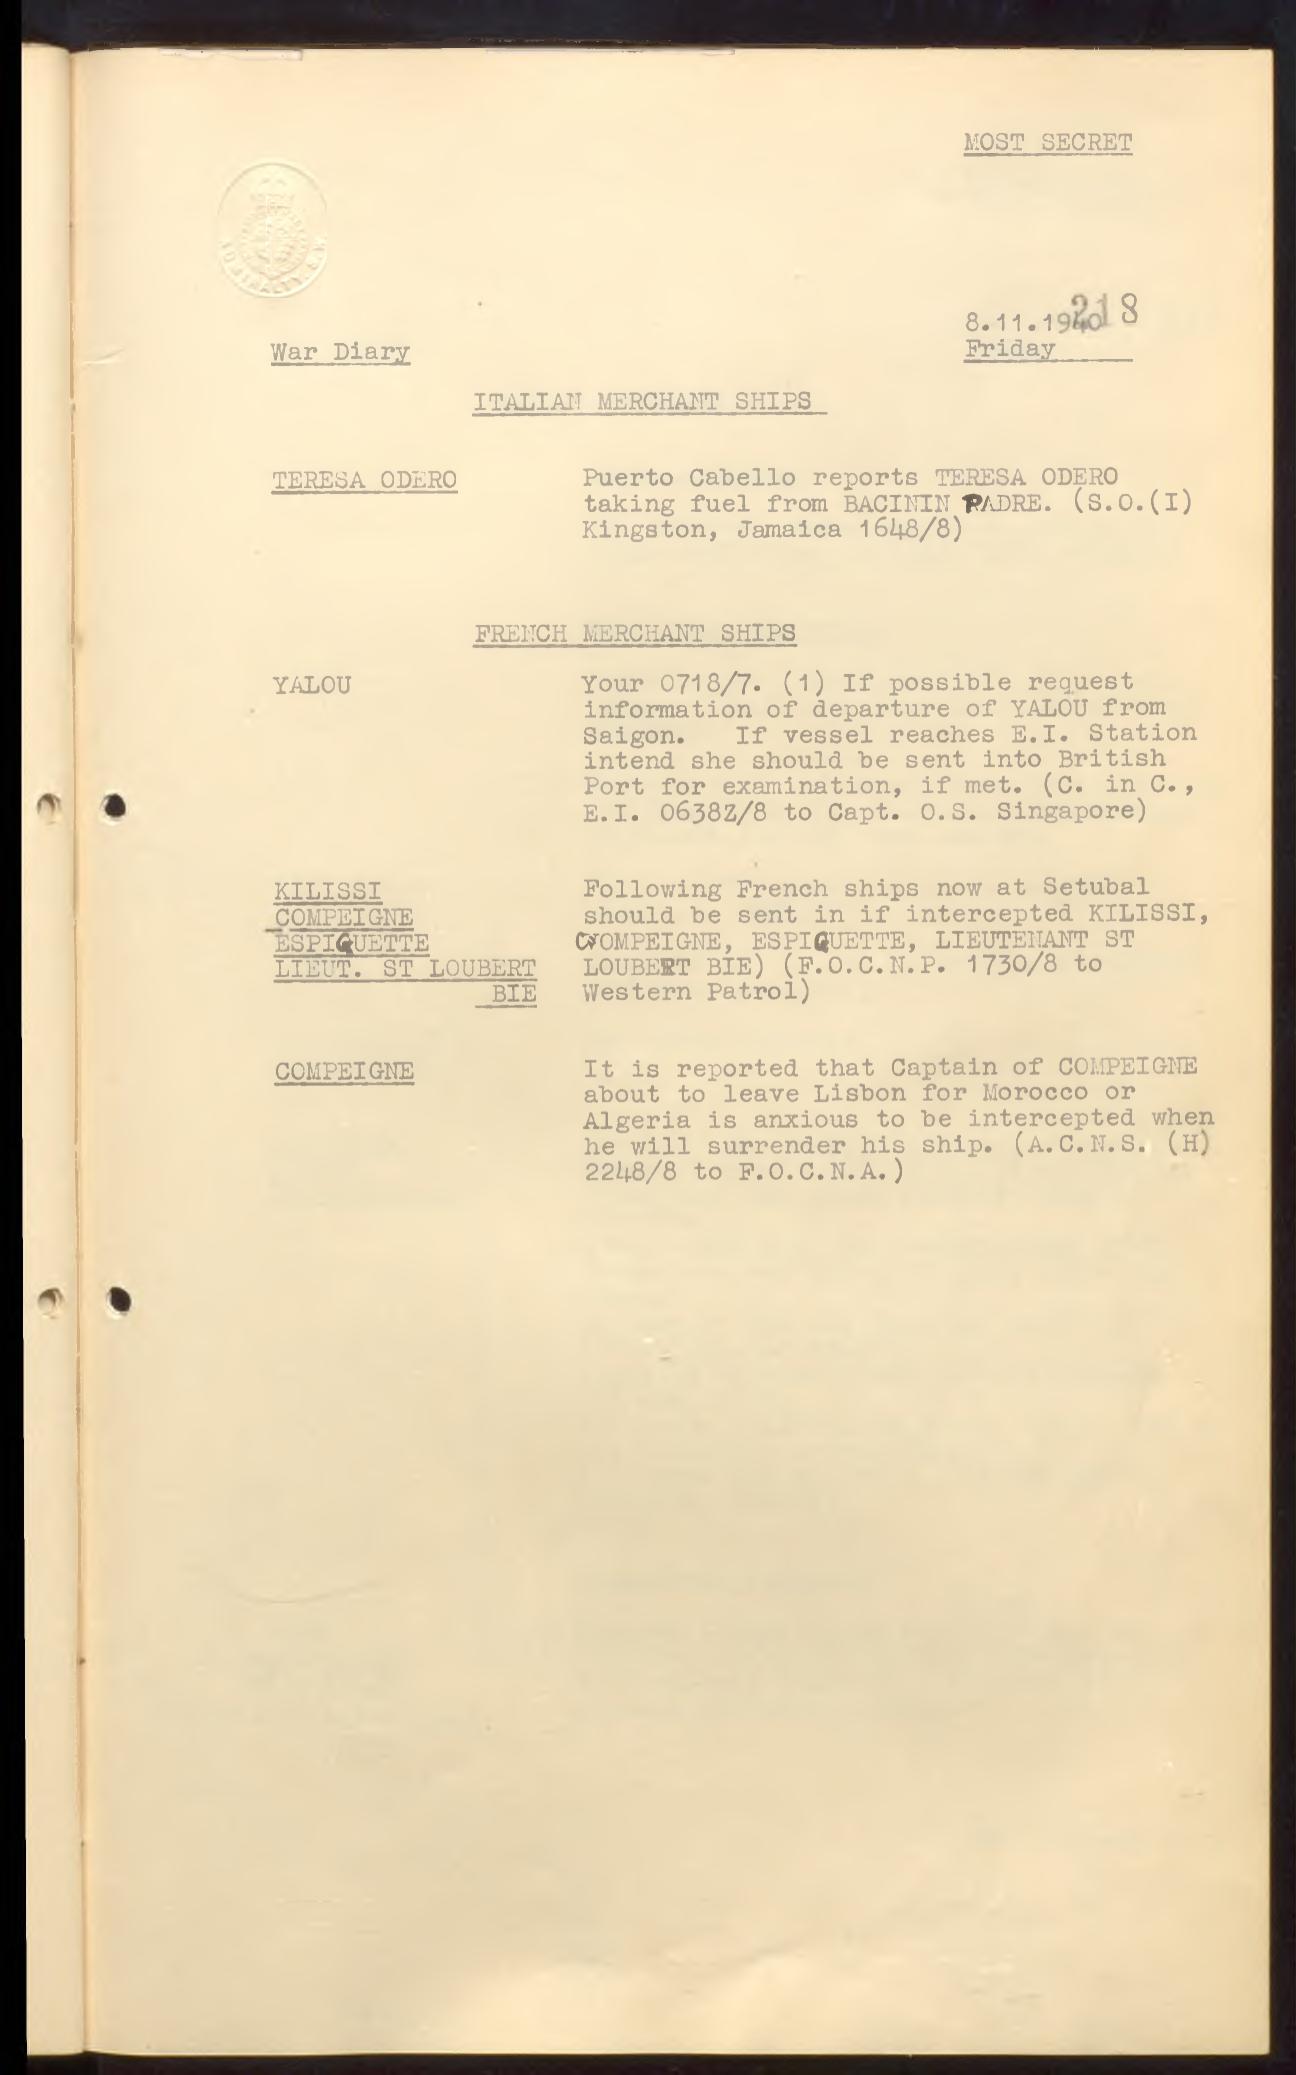 MOST SECRET
ADMIRALTY. S.W.
218
8.11.1940
War Diary
Friday
ITALIAN MERCHANT SHIPS
TERESA ODERO
Puerto Cabello reports TERESA ODERO
taking fuel from BACININ PADRE. (S.O.(I)
Kingston, Jamaica 1648/8)
FRENCH MERCHANT SHIPS
YALOU
Your 0718/7. (1) If possible request
information of departure of YALOU from
Saigon. If vessel reaches E.I. Station
intend she should be sent into British
Port for examination, if met. (C. in C.,
E.I. 0638Z/8 to Capt. O.S. Singapore)
KILISSI
COMPEIGNE
ESPIGUETTE
LIEUT. ST LOUBERT
BIE
Following French ships now at Setubal
should be sent in if intercepted KILISSI,
COMPEIGNE, ESPIGUETTE, LIEUTENANT ST
LOUBERT BIE) (F.O.C.N.P. 1730/8 to
Western Patrol)
COMPEIGNE
It is reported that Captain of COMPEIGNE
about to leave Lisbon for Morocco or
Algeria is anxious to be intercepted when
he will surrender his ship. (A.C.N.S. (H)
2248/8 to F.O.C.N.A.)